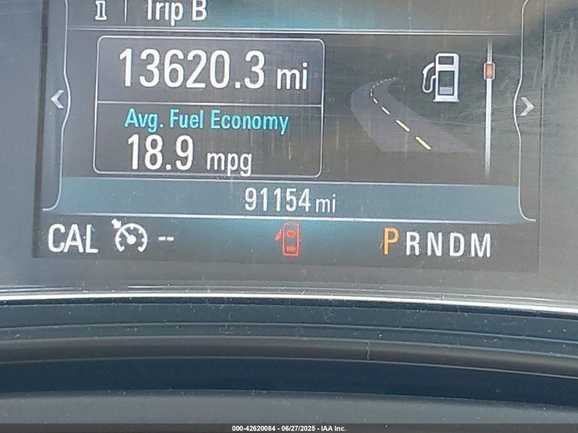 Trip B
13620.3 mi
Avg. Fuel Economy
18.9 mpg
91154 mi
CAL -- PRNDM
000-42620084 - 06/27/2025 - IAA Inc.